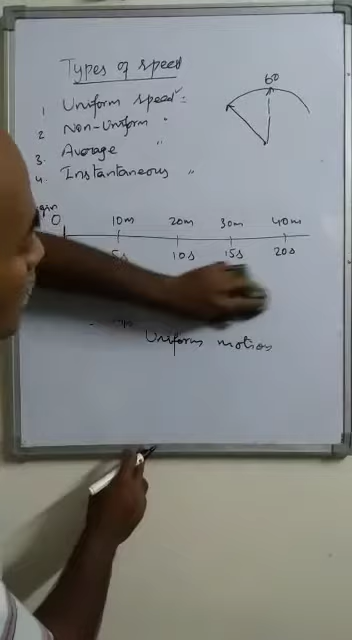 Types of speed
60
1 Uniform speed :
2 Non-Uniform "
3. Average "
4. Instantaneous "
0 10m 20m 30m 40m
5s 10s 15s 20s
Uniform motion